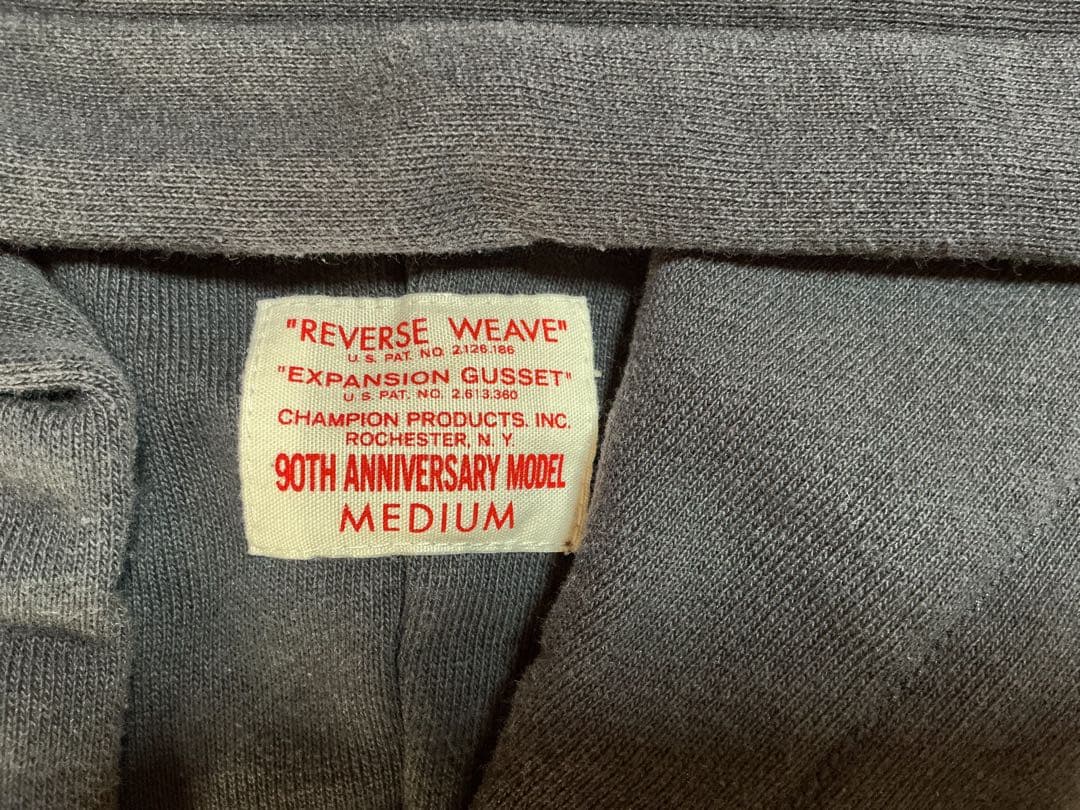 "REVERSE WEAVE"
U.S. PAT. NO. 2.126.186
"EXPANSION GUSSET"
U.S PAT. NO. 2.613.360
CHAMPION PRODUCTS. INC.
ROCHESTER, N. Y.
90TH ANNIVERSARY MODEL
MEDIUM